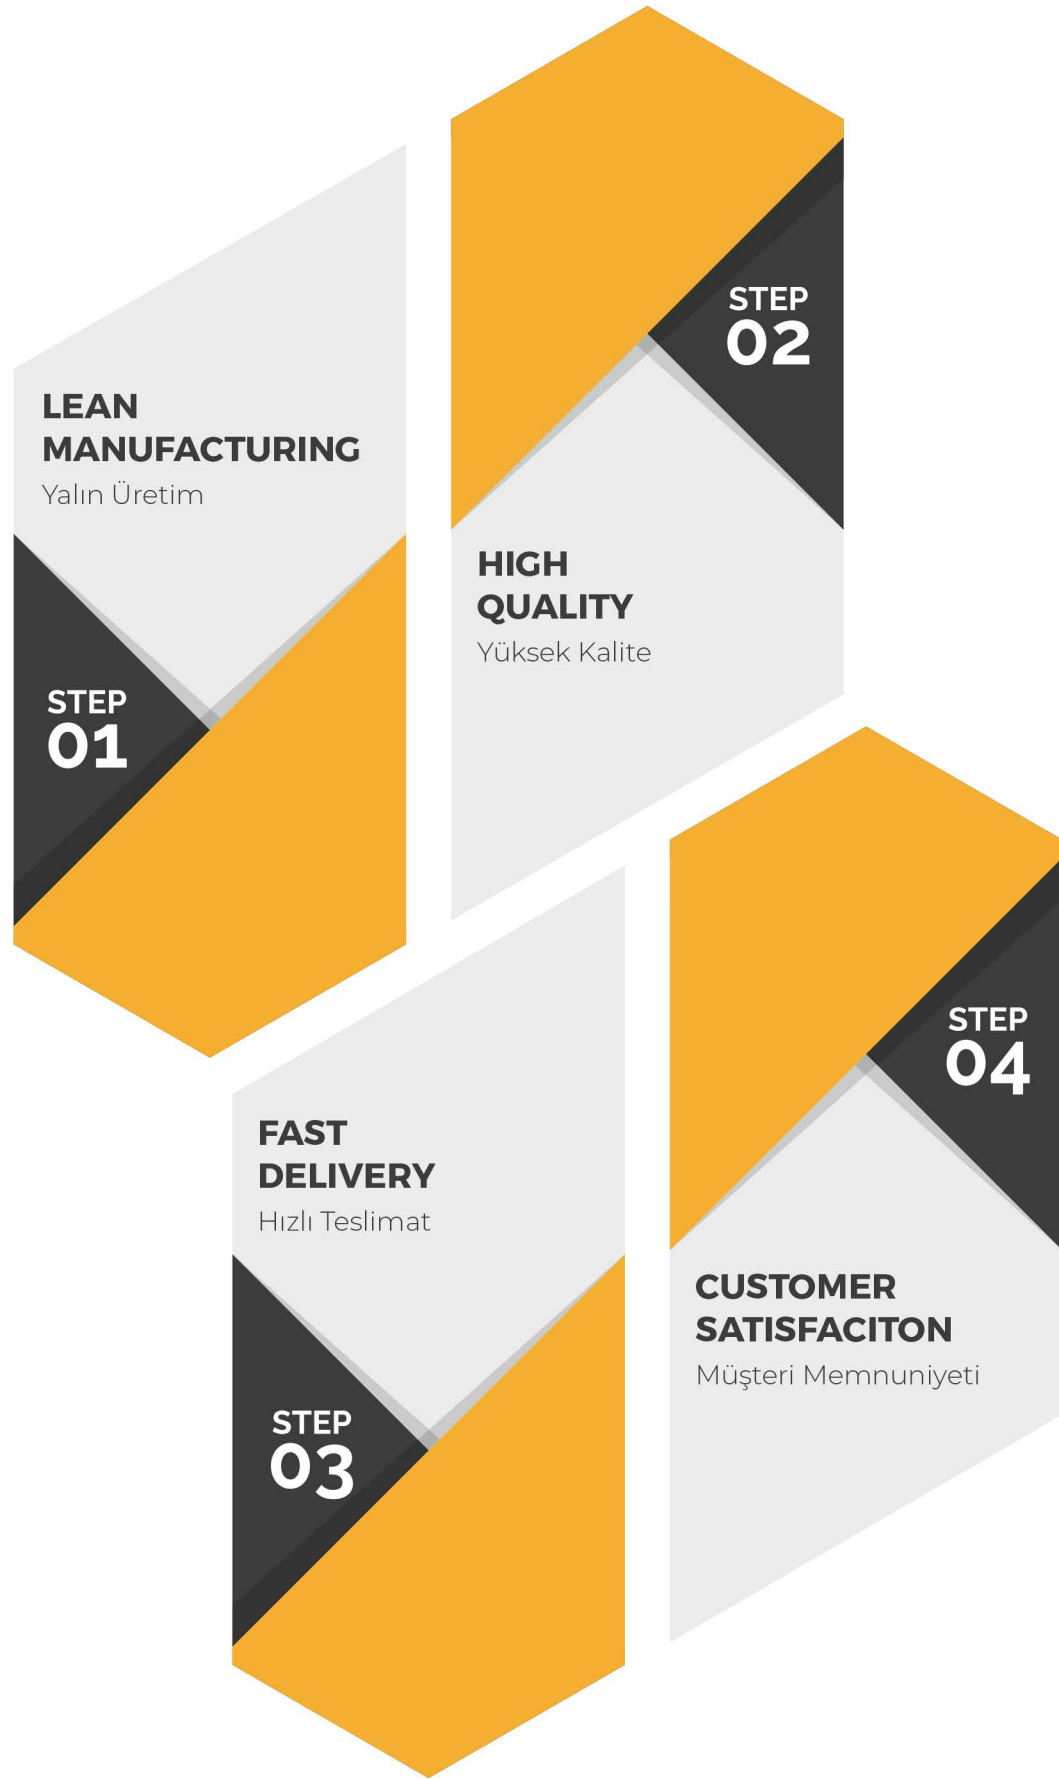 LEAN
MANUFACTURING
Yalın Üretim
STEP
01
STEP
02
HIGH
QUALITY
Yüksek Kalite
FAST
DELIVERY
Hızlı Teslimat
STEP
03
STEP
04
CUSTOMER
SATISFACITON
Müşteri Memnuniyeti